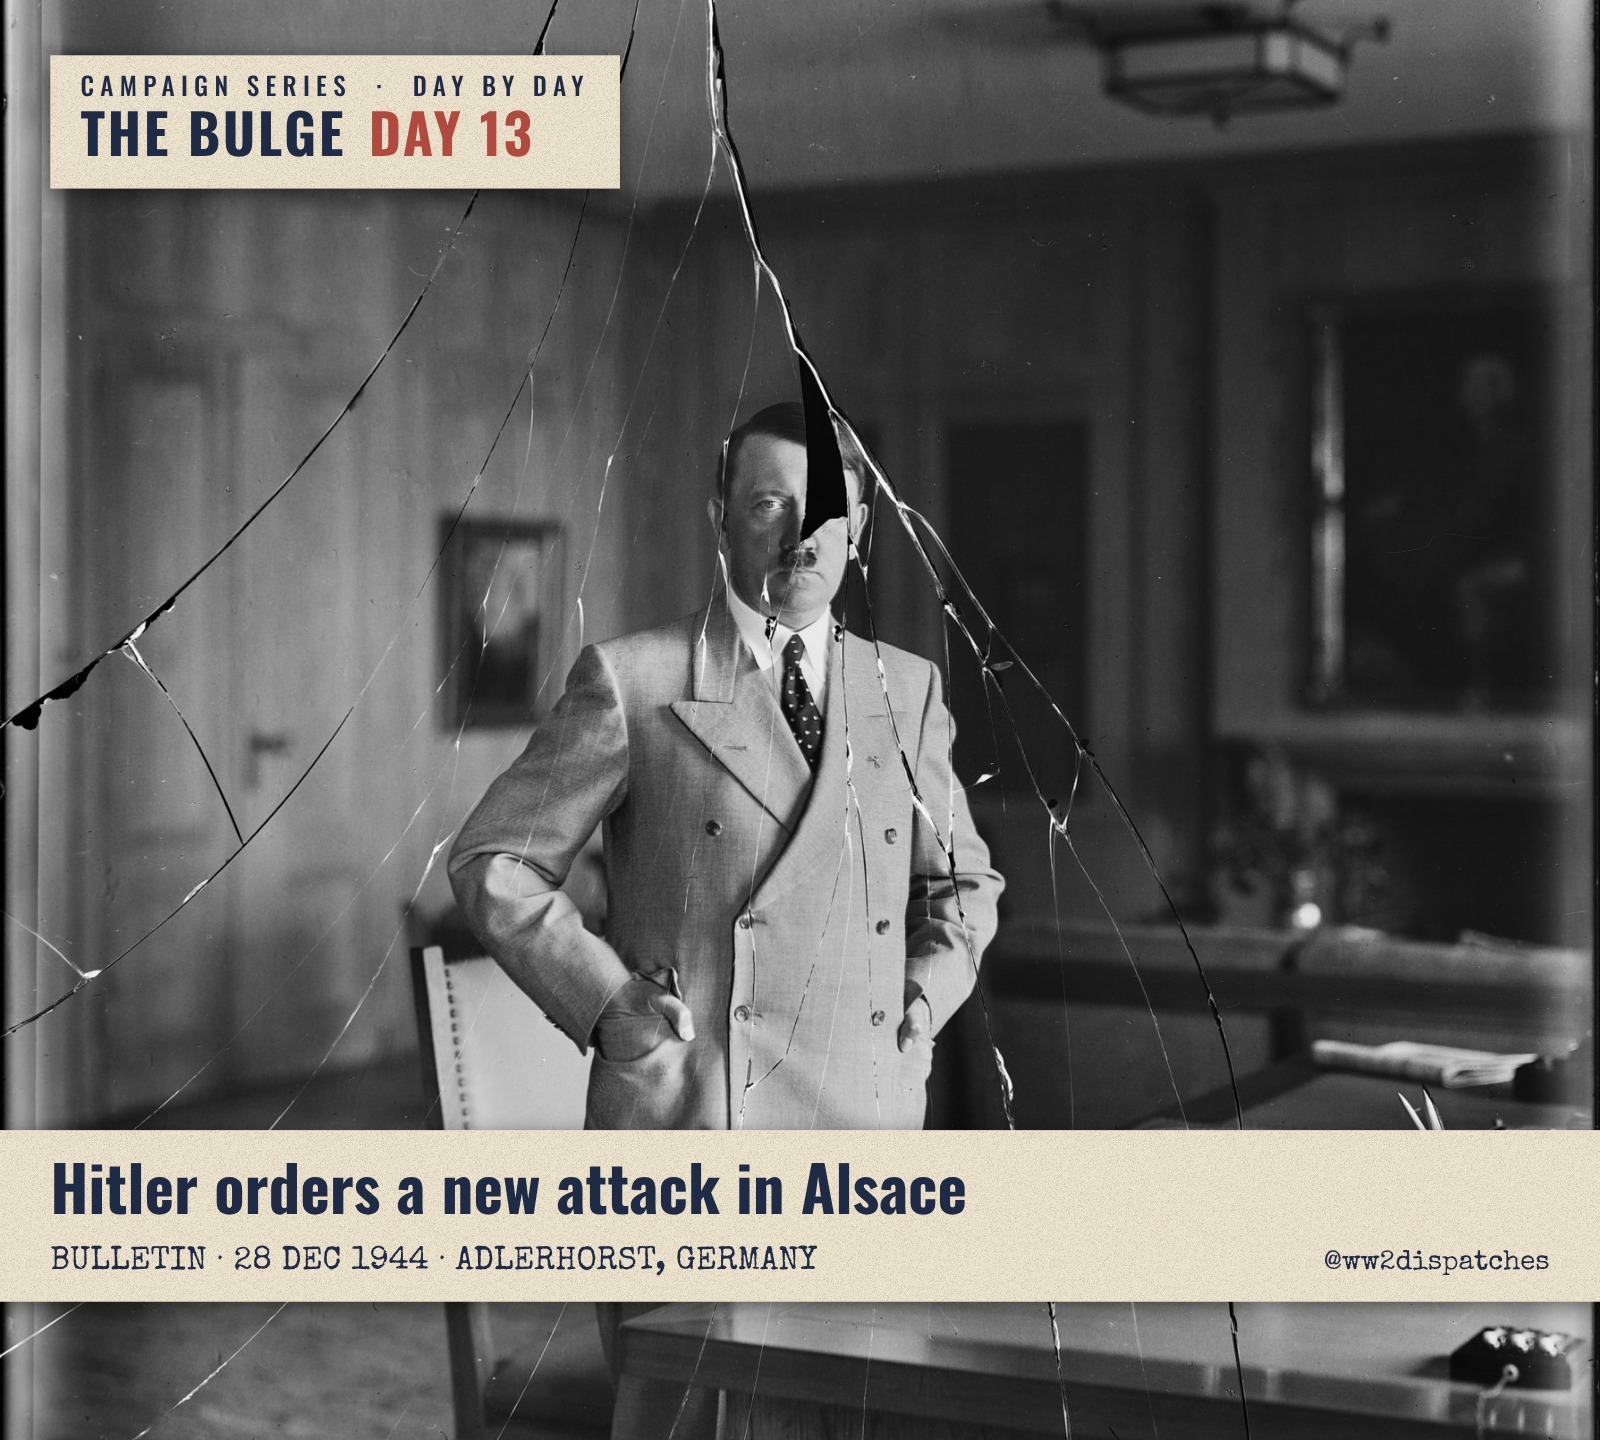 CAMPAIGN SERIES · DAY BY DAY
THE BULGE DAY 13
Hitler orders a new attack in Alsace
BULLETIN · 28 DEC 1944 · ADLERHORST, GERMANY
@ww2dispatches